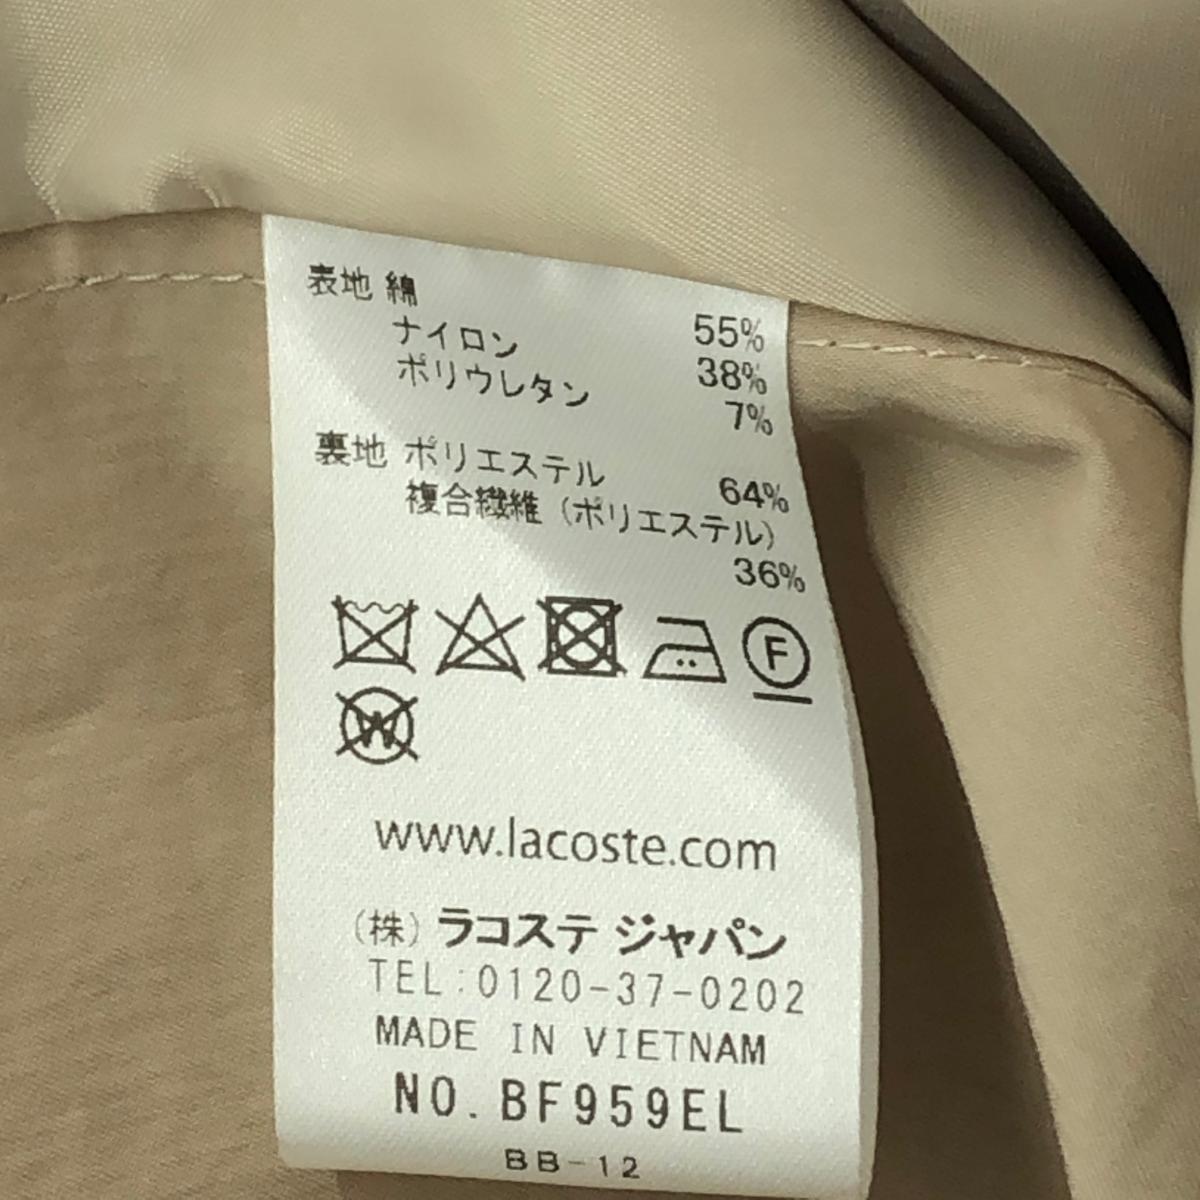 表地 綿 55%
ナイロン 38%
ポリウレタン 7%
裏地 ポリエステル 64%
複合繊維(ポリエステル)
36%
F
W
www.lacoste.com
(株)ラコステ ジャパン
TEL:0120-37-0202
MADE IN VIETNAM
NO.BF959EL
BB-12